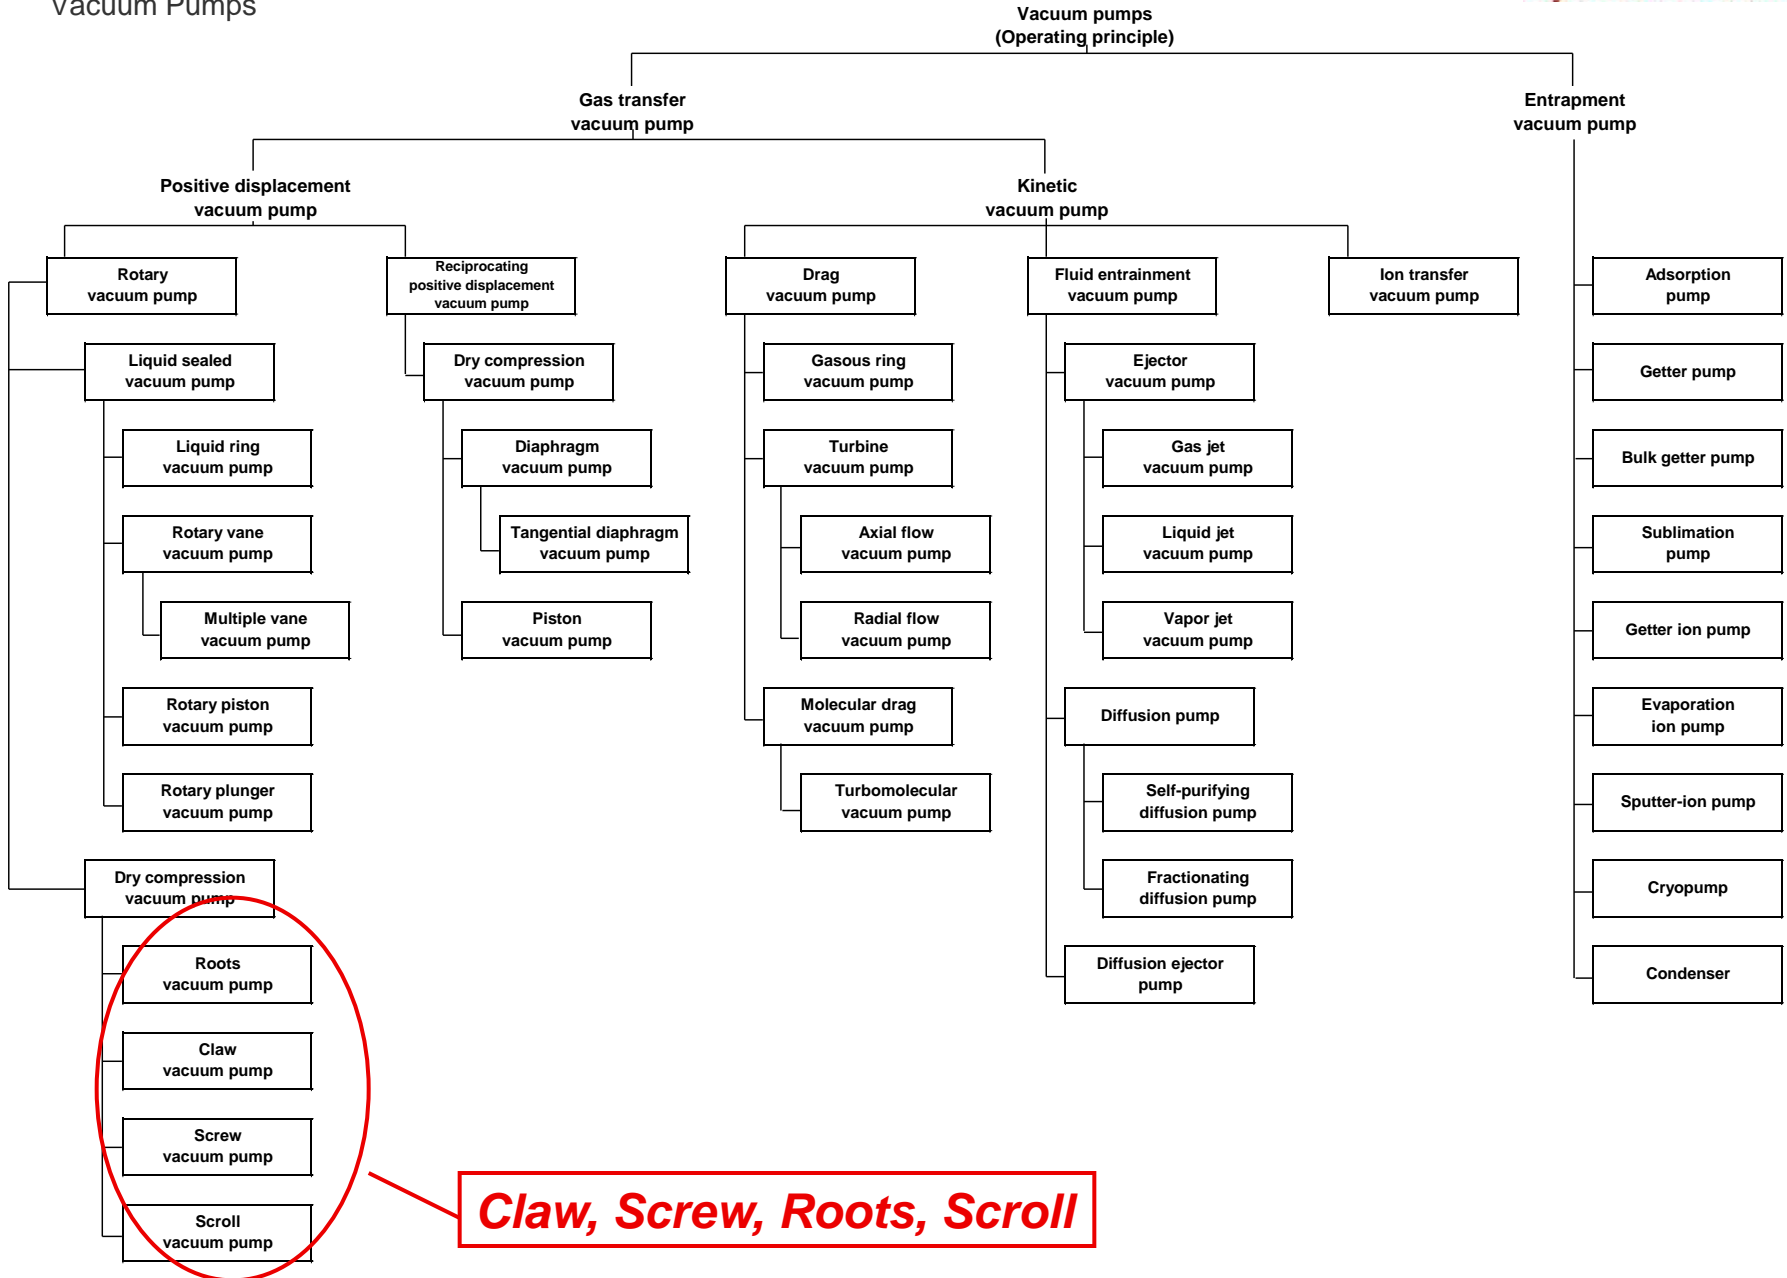 Vacuum Pumps
Vacuum pumps
(Operating principle)
Gas transfer
vacuum pump
Entrapment
vacuum pump
Positive displacement
vacuum pump
Kinetic
vacuum pump
Rotary
vacuum pump
Reciprocating
positive displacement
vacuum pump
Drag
vacuum pump
Fluid entrainment
vacuum pump
Ion transfer
vacuum pump
Adsorption
pump
Liquid sealed
vacuum pump
Dry compression
vacuum pump
Gasous ring
vacuum pump
Ejector
vacuum pump
Getter pump
Liquid ring
vacuum pump
Diaphragm
vacuum pump
Turbine
vacuum pump
Gas jet
vacuum pump
Bulk getter pump
Rotary vane
vacuum pump
Tangential diaphragm
vacuum pump
Axial flow
vacuum pump
Liquid jet
vacuum pump
Sublimation
pump
Multiple vane
vacuum pump
Piston
vacuum pump
Radial flow
vacuum pump
Vapor jet
vacuum pump
Getter ion pump
Rotary piston
vacuum pump
Molecular drag
vacuum pump
Diffusion pump
Evaporation
ion pump
Rotary plunger
vacuum pump
Turbomolecular
vacuum pump
Self-purifying
diffusion pump
Sputter-ion pump
Dry compression
vacuum pump
Fractionating
diffusion pump
Cryopump
Roots
vacuum pump
Diffusion ejector
pump
Condenser
Claw
vacuum pump
Screw
vacuum pump
Scroll
vacuum pump
Claw, Screw, Roots, Scroll